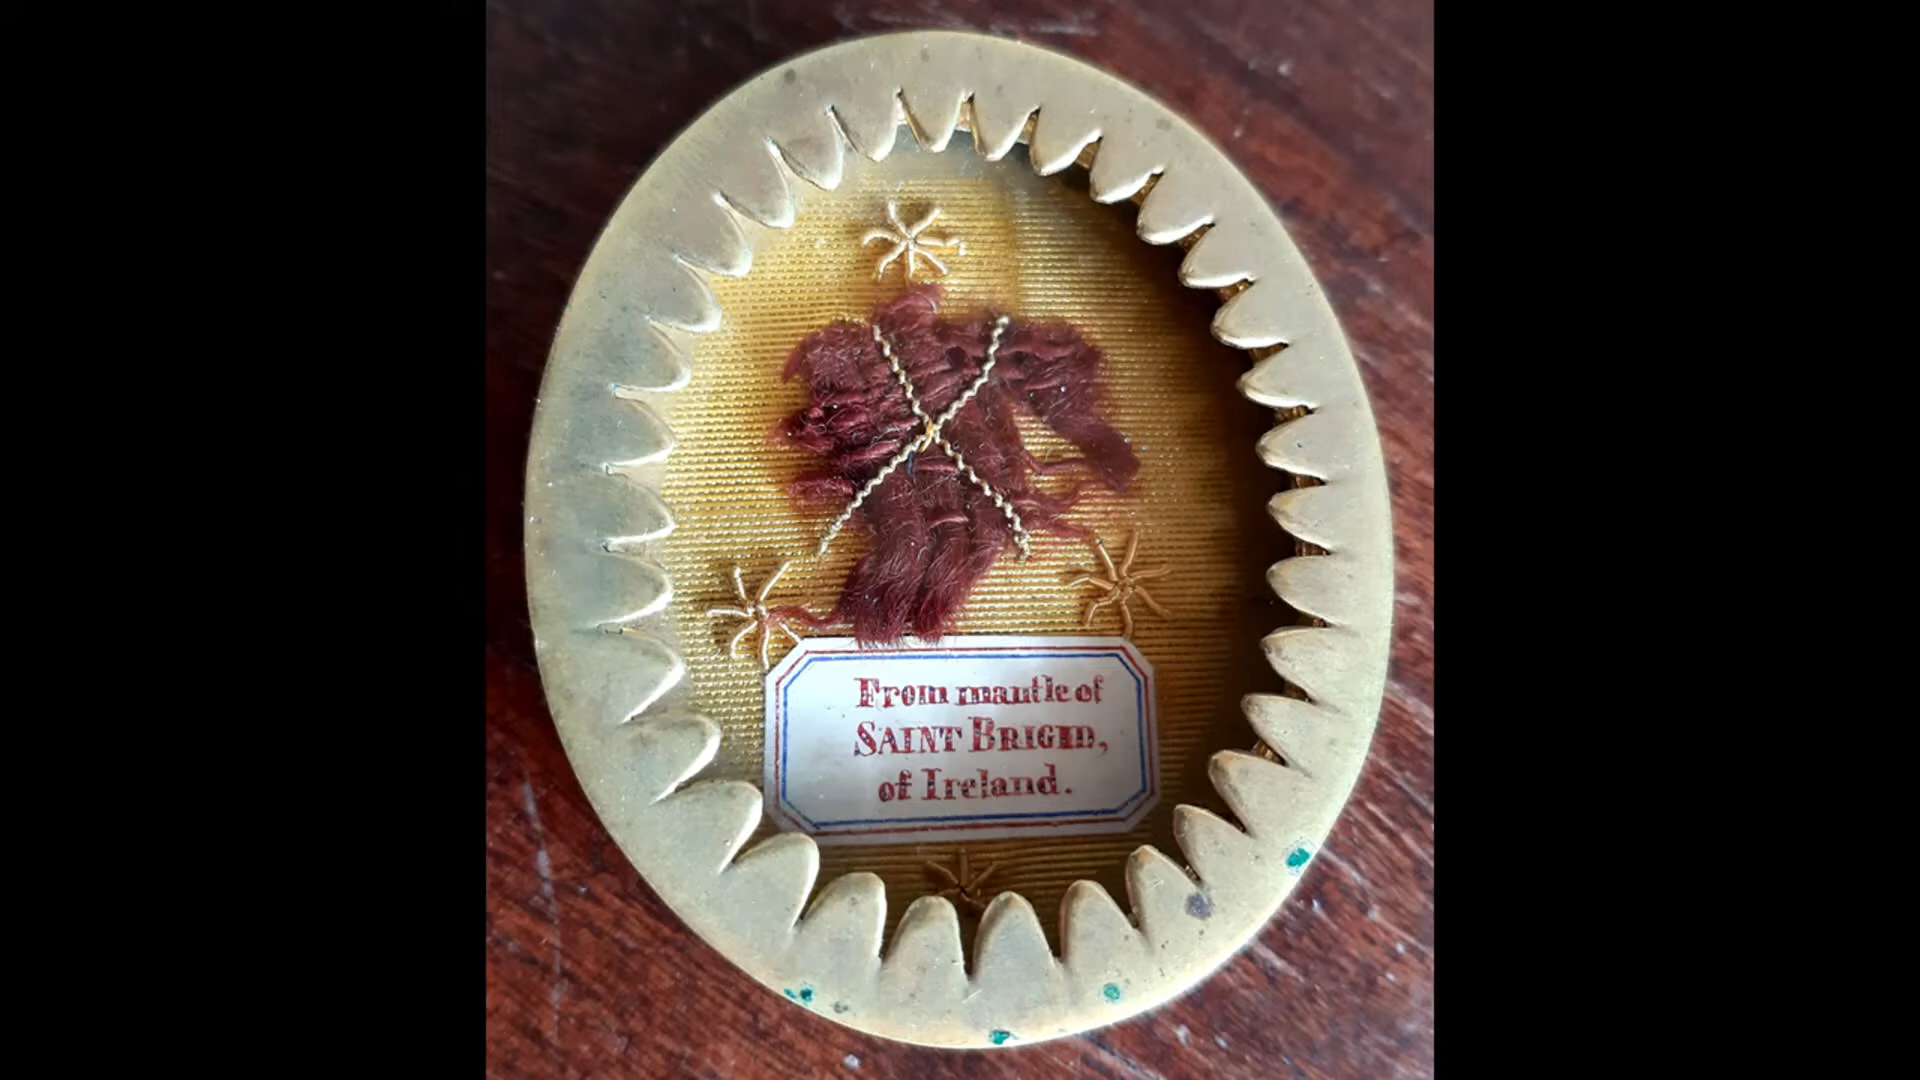 From mantle of
SAINT BRIGID,
of Ireland.